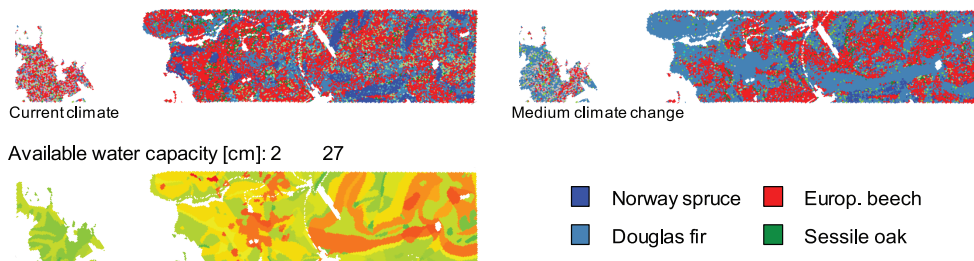 Current climate
Medium climate change
Available water capacity [cm]: 2 27
Norway spruce
Europ. beech
Douglas fir
Sessile oak